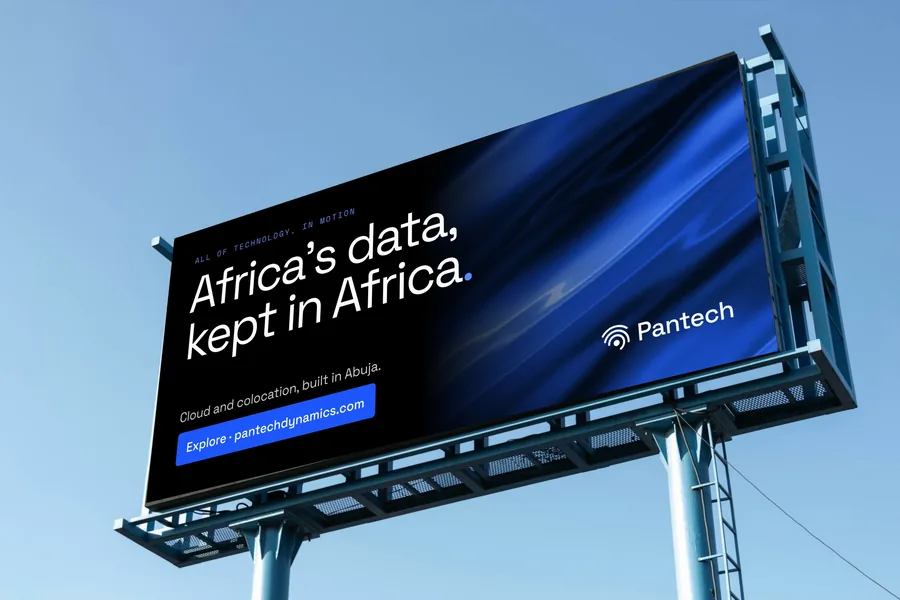 ALL OF TECHNOLOGY. IN MOTION
Africa's data,
kept in Africa.
Cloud and colocation, built in Abuja.
Explore · pantechdynamics.com
Pantech